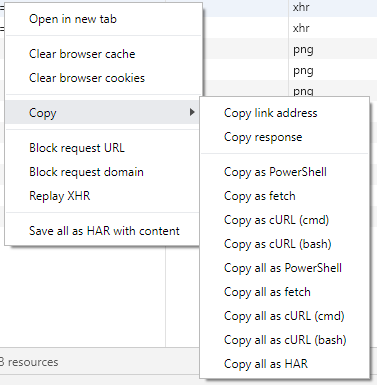 Open in new tab
xhr
xhr
Clear browser cache
png
Clear browser cookies
png
png
Copy
Copy link address
Copy response
Block request URL
Block request domain
Replay XHR
Save all as HAR with content
Copy as PowerShell
Copy as fetch
Copy as cURL (cmd)
Copy as cURL (bash)
Copy all as PowerShell
Copy all as fetch
Copy all as cURL (cmd)
Copy all as cURL (bash)
Copy all as HAR
resources